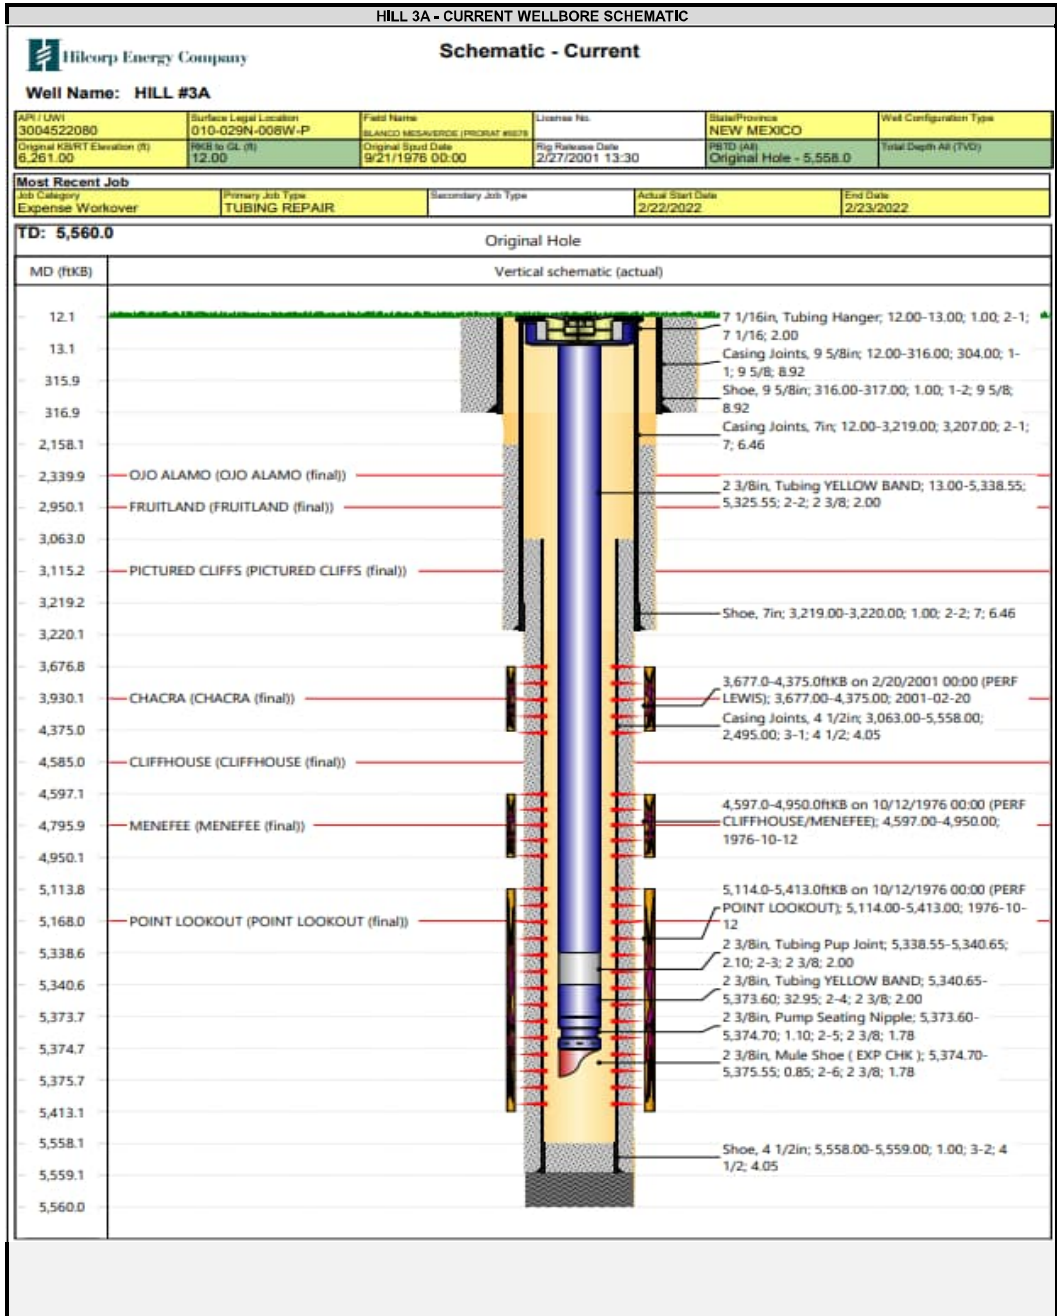 HILL 3A - CURRENT WELLBORE SCHEMATIC
Hilcorp Energy Company
Schematic - Current
Well Name: HILL #3A
API / UWI
3004522080
Surface Legal Location
010-029N-008W-P
Field Name
BLANCO MESAVERDE (PRORAT #6878
License No.
State/Province
NEW MEXICO
Well Configuration Type
Original KB/RT Elevation (ft)
6,261.00
RKB to GL (ft)
12.00
Original Spud Date
9/21/1976 00:00
Rig Release Date
2/27/2001 13:30
PBTD (All)
Original Hole - 5,558.0
Total Depth All (TVD)
Most Recent Job
Job Category
Expense Workover
Primary Job Type
TUBING REPAIR
Secondary Job Type
Actual Start Date
2/22/2022
End Date
2/23/2022
TD: 5,560.0
Original Hole
MD (ftKB)
Vertical schematic (actual)
12.1
13.1
315.9
316.9
2,158.1
2,339.9
2,950.1
3,063.0
3,115.2
3,219.2
3,220.1
3,676.8
3,930.1
4,375.0
4,585.0
4,597.1
4,795.9
4,950.1
5,113.8
5,168.0
5,338.6
5,340.6
5,373.7
5,374.7
5,375.7
5,413.1
5,558.1
5,559.1
5,560.0
OJO ALAMO (OJO ALAMO (final))
FRUITLAND (FRUITLAND (final))
PICTURED CLIFFS (PICTURED CLIFFS (final))
CHACRA (CHACRA (final))
CLIFFHOUSE (CLIFFHOUSE (final))
MENEFEE (MENEFEE (final))
POINT LOOKOUT (POINT LOOKOUT (final))
7 1/16in, Tubing Hanger; 12.00-13.00; 1.00; 2-1;
7 1/16; 2.00
Casing Joints, 9 5/8in; 12.00-316.00; 304.00; 1-
1; 9 5/8; 8.92
Shoe, 9 5/8in; 316.00-317.00; 1.00; 1-2; 9 5/8;
8.92
Casing Joints, 7in; 12.00-3,219.00; 3,207.00; 2-1;
7; 6.46
2 3/8in, Tubing YELLOW BAND; 13.00-5,338.55;
5,325.55; 2-2; 2 3/8; 2.00
Shoe, 7in; 3,219.00-3,220.00; 1.00; 2-2; 7; 6.46
3,677.0-4,375.0ftKB on 2/20/2001 00:00 (PERF
LEWIS); 3,677.00-4,375.00; 2001-02-20
Casing Joints, 4 1/2in; 3,063.00-5,558.00;
2,495.00; 3-1; 4 1/2; 4.05
4,597.0-4,950.0ftKB on 10/12/1976 00:00 (PERF
CLIFFHOUSE/MENEFEE); 4,597.00-4,950.00;
1976-10-12
5,114.0-5,413.0ftKB on 10/12/1976 00:00 (PERF
POINT LOOKOUT); 5,114.00-5,413.00; 1976-10-
12
2 3/8in, Tubing Pup Joint; 5,338.55-5,340.65;
2.10; 2-3; 2 3/8; 2.00
2 3/8in, Tubing YELLOW BAND; 5,340.65-
5,373.60; 32.95; 2-4; 2 3/8; 2.00
2 3/8in, Pump Seating Nipple; 5,373.60-
5,374.70; 1.10; 2-5; 2 3/8; 1.78
2 3/8in, Mule Shoe ( EXP CHK ); 5,374.70-
5,375.55; 0.85; 2-6; 2 3/8; 1.78
Shoe, 4 1/2in; 5,558.00-5,559.00; 1.00; 3-2; 4
1/2; 4.05